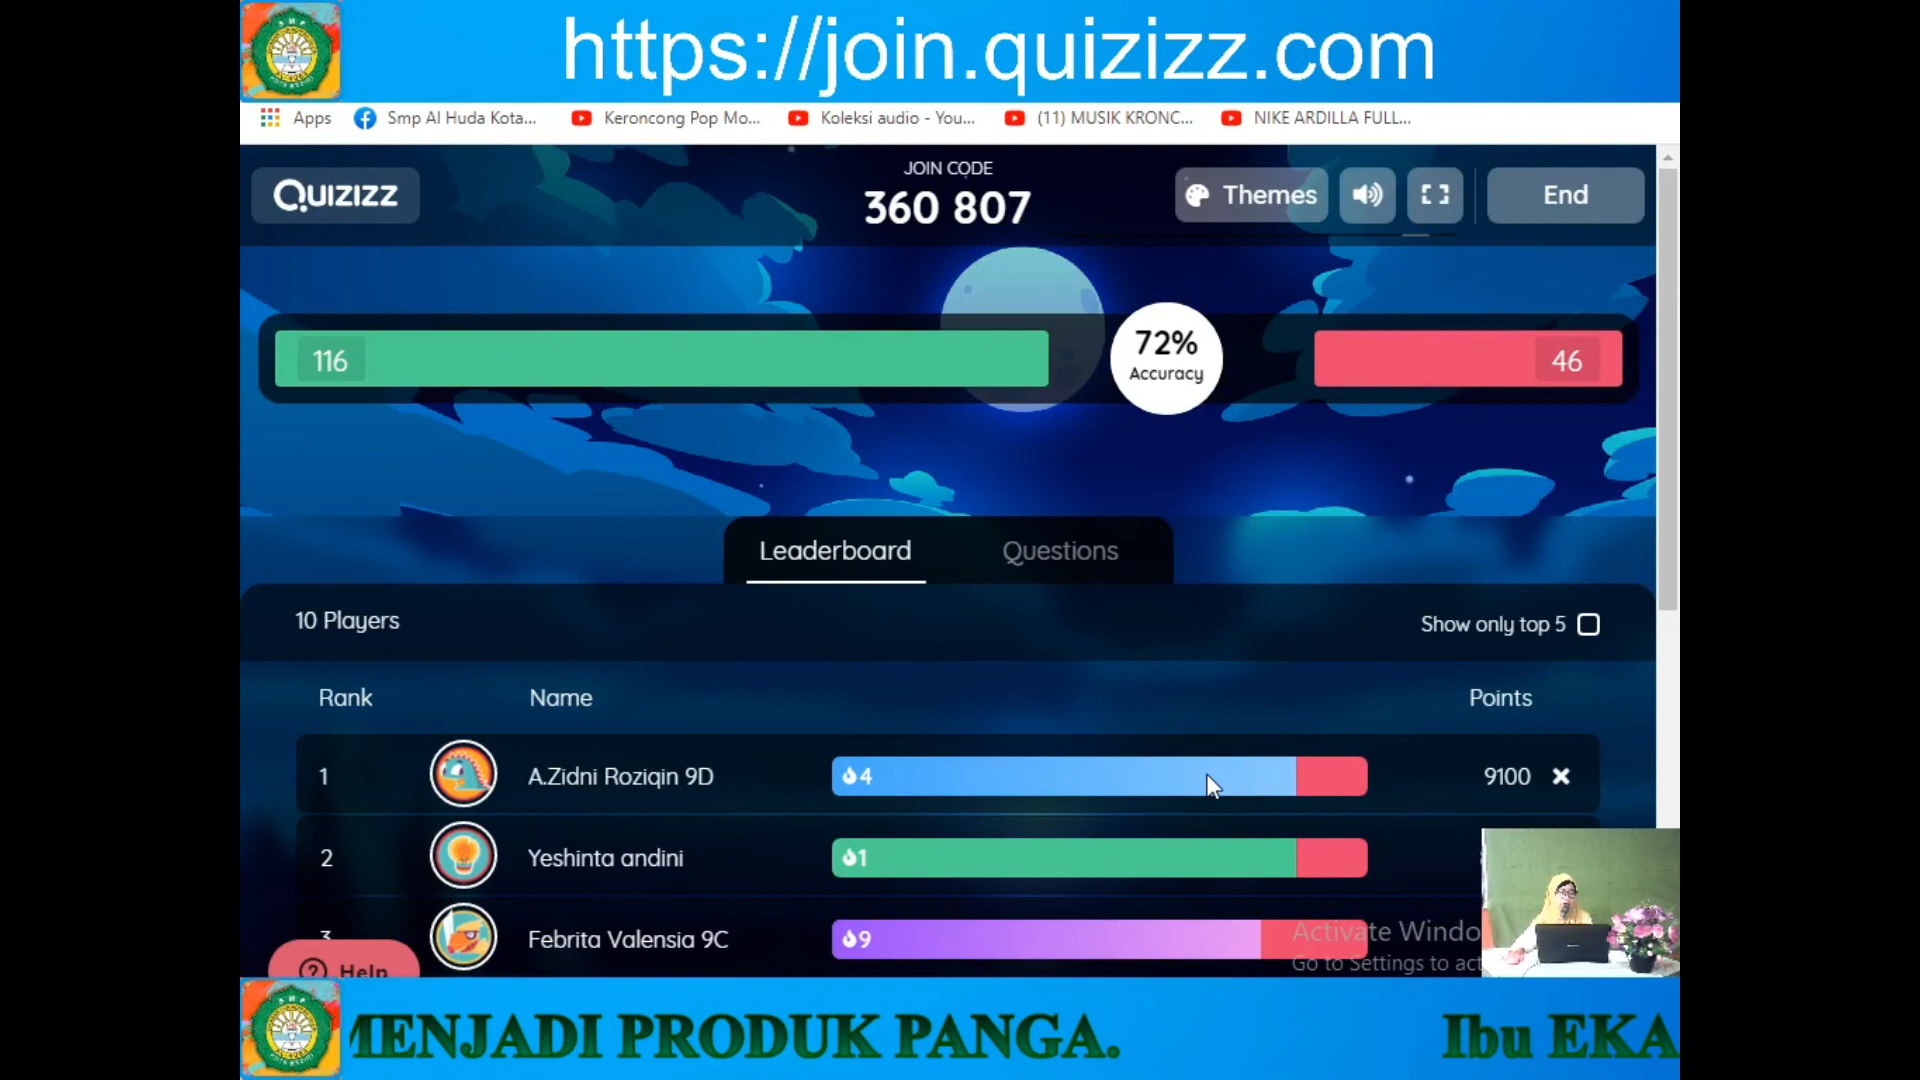 https://join.quizizz.com
Apps Smp Al Huda Kota... Keroncong Pop Mo... Koleksi audio - You... (11) MUSIK KRONC... NIKE ARDILLA FULL...
Quizizz
JOIN CODE
360 807
Themes
End
116
72%
Accuracy
46
Leaderboard Questions
10 Players
Show only top 5
Rank Name Points
1 A.Zidni Roziqin 9D 4 9100
2 Yeshinta andini 1
3 Febrita Valensia 9C 9
Activate Windo
Go to Settings to act
? Help
SMP
MENJADI PRODUK PANGA. Ibu EKA